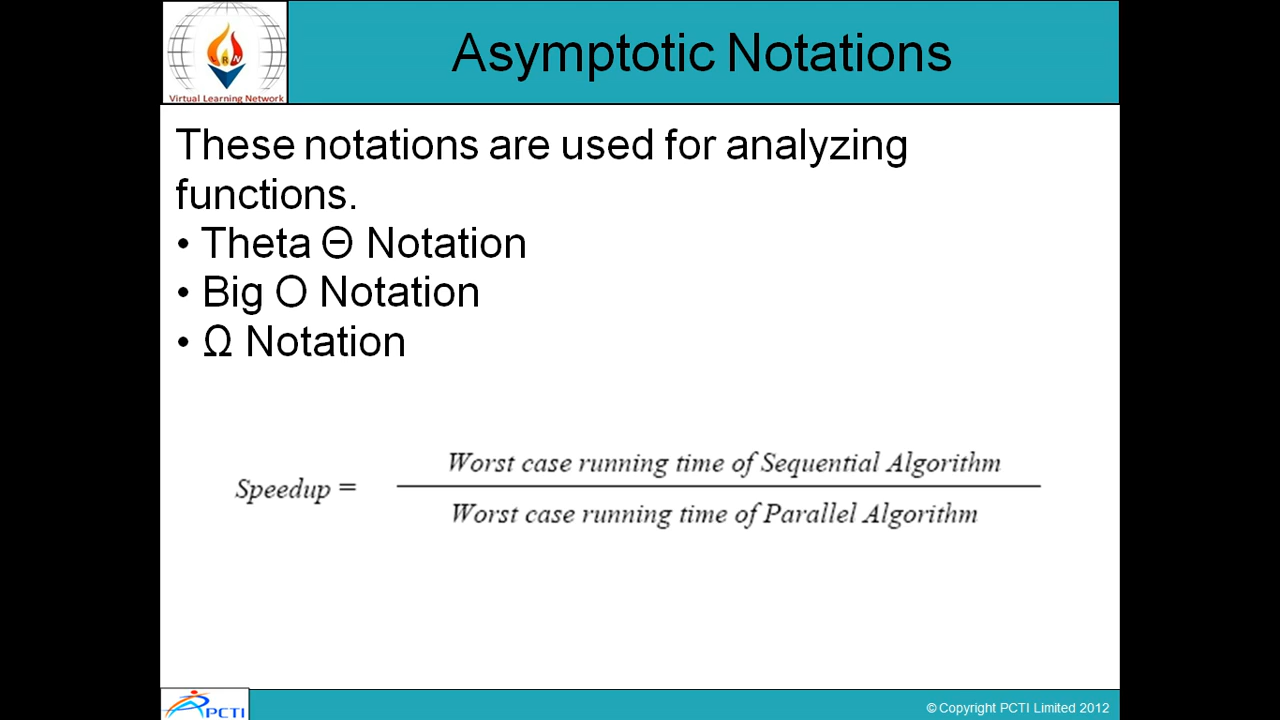 Asymptotic Notations
Virtual Learning Network
These notations are used for analyzing
functions.
• Theta Θ Notation
• Big O Notation
• Ω Notation
Worst case running time of Sequential Algorithm
Speedup =
Worst case running time of Parallel Algorithm
PCTI
© Copyright PCTI Limited 2012